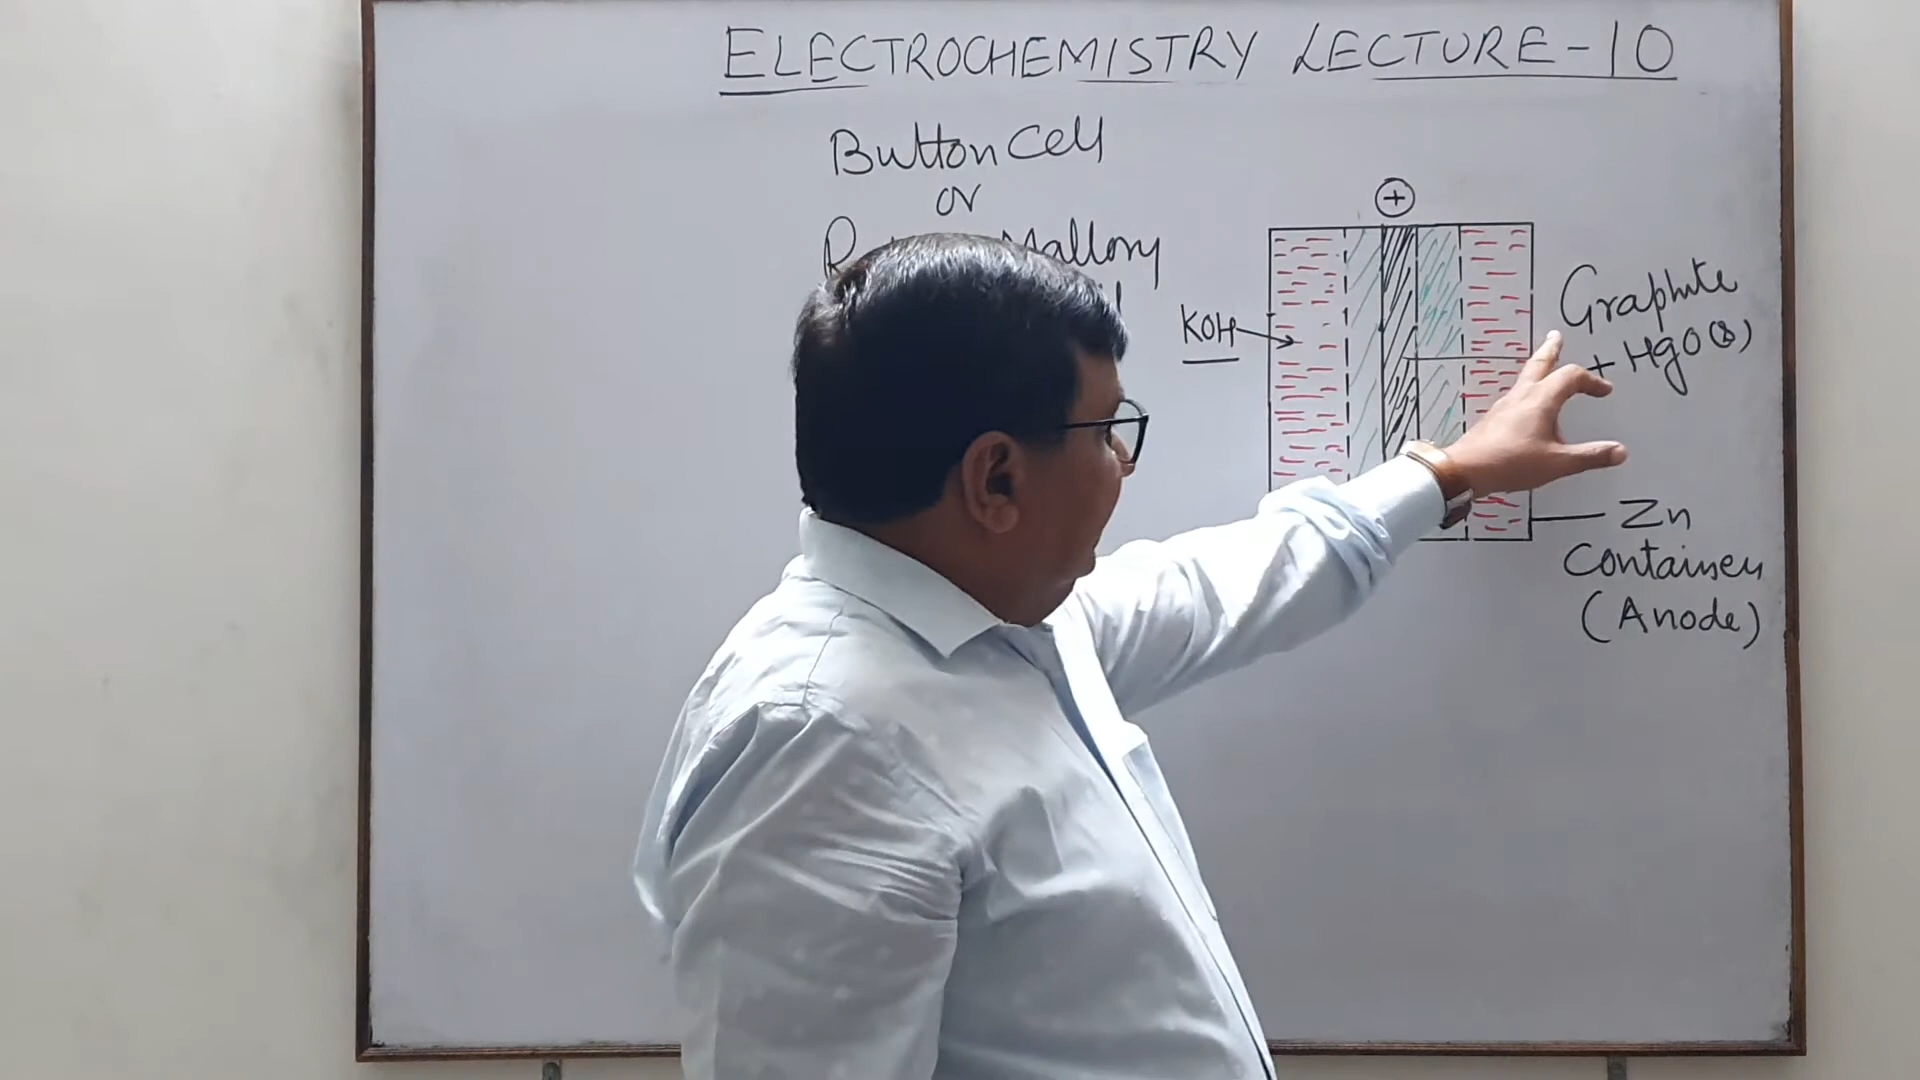 ELECTROCHEMISTRY LECTURE-10
Button Cell
or
Mallory
+
KOH
Graphite
+ HgO(s)
Zn
Container
(Anode)